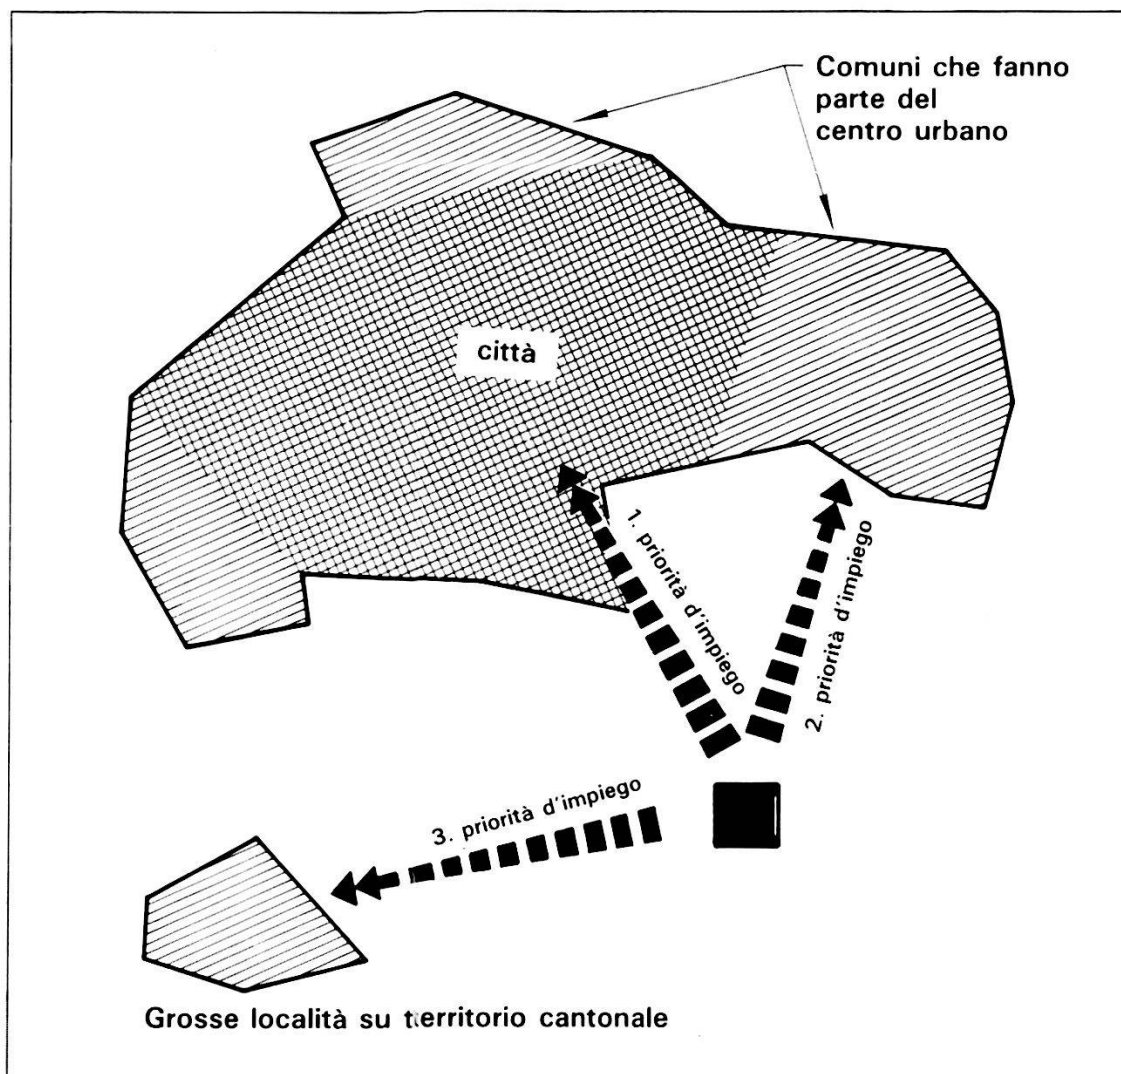 Comuni che fanno
parte del
centro urbano
città
1. priorità d'impiego
2. priorità d'impiego
3. priorità d'impiego
Grosse località su territorio cantonale